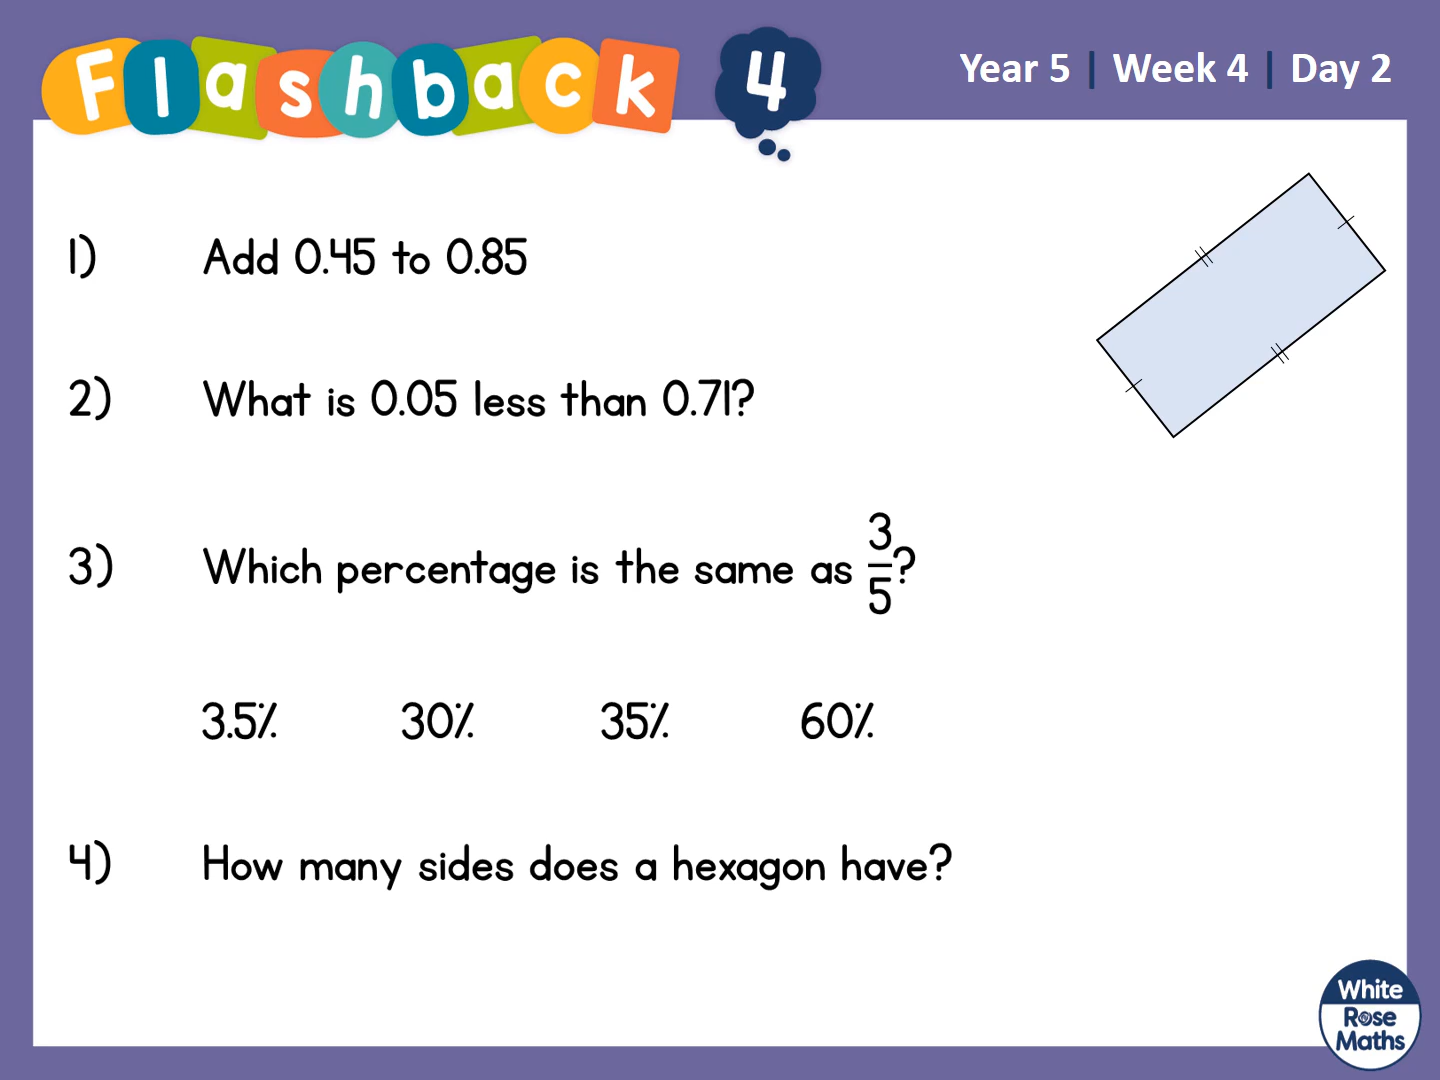 Flashback 4
Year 5 | Week 4 | Day 2
1) Add 0.45 to 0.85
2) What is 0.05 less than 0.71?
3) Which percentage is the same as 3/5?
3.5% 30% 35% 60%
4) How many sides does a hexagon have?
White
Rose
Maths